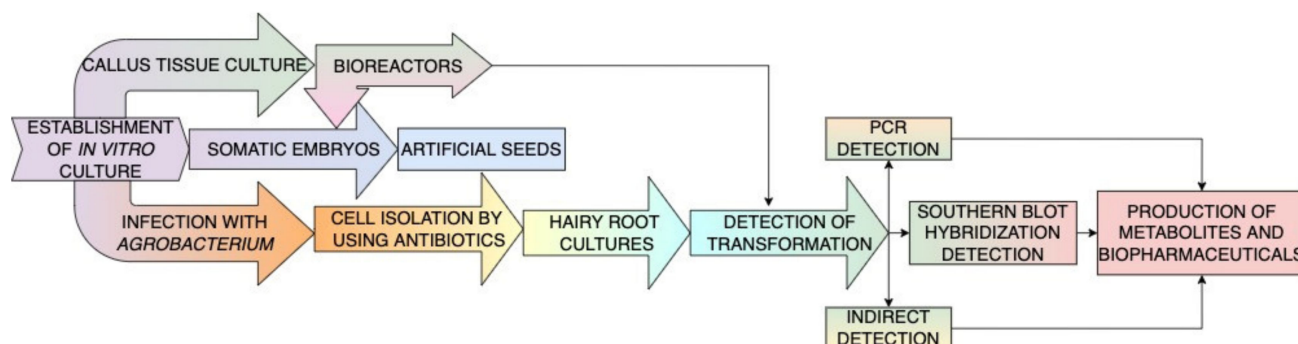 CALLUS TISSUE CULTURE
BIOREACTORS
ESTABLISHMENT
OF IN VITRO
CULTURE
SOMATIC EMBRYOS
ARTIFICIAL SEEDS
INFECTION WITH
AGROBACTERIUM
CELL ISOLATION BY
USING ANTIBIOTICS
HAIRY ROOT
CULTURES
DETECTION OF
TRANSFORMATION
PCR
DETECTION
SOUTHERN BLOT
HYBRIDIZATION
DETECTION
INDIRECT
DETECTION
PRODUCTION OF
METABOLITES AND
BIOPHARMACEUTICALS